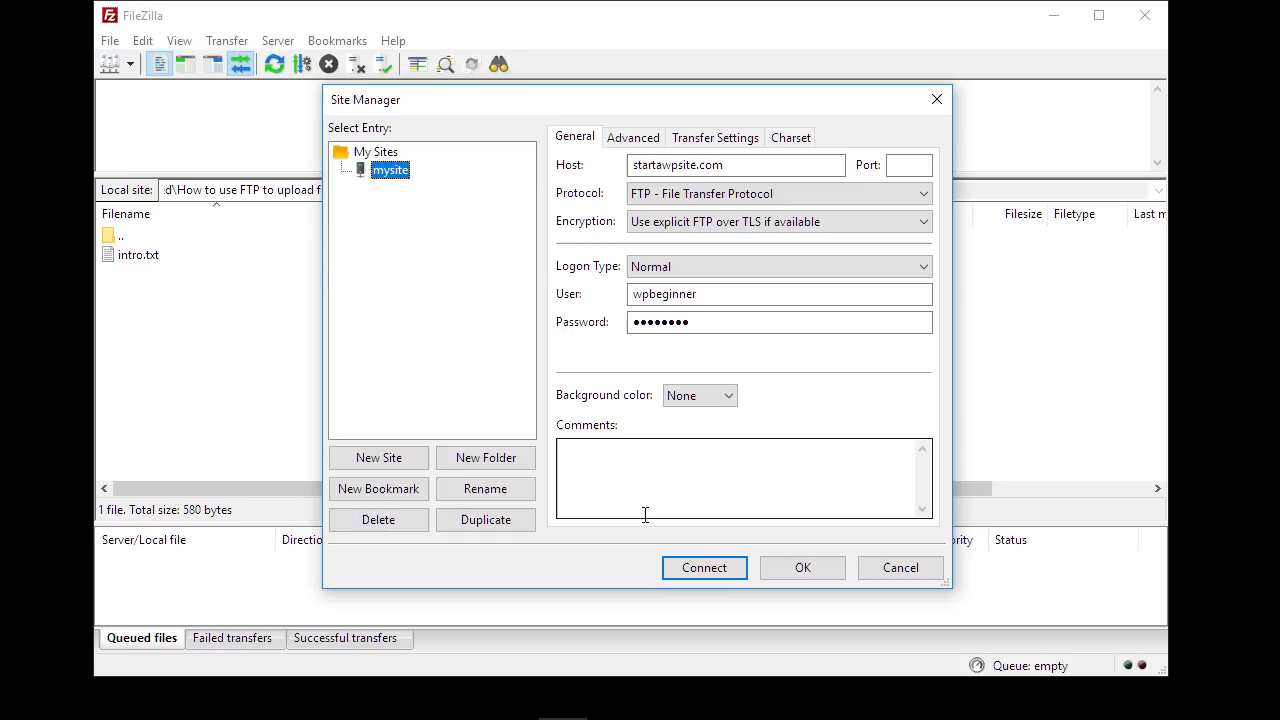 FileZilla
File Edit View Transfer Server Bookmarks Help
Site Manager
Select Entry:
My Sites
mysite
New Site New Folder
New Bookmark Rename
Delete Duplicate
General Advanced Transfer Settings Charset
Host: startawpsite.com Port:
Protocol: FTP - File Transfer Protocol
Encryption: Use explicit FTP over TLS if available
Logon Type: Normal
User: wpbeginner
Password: ●●●●●●●●
Background color: None
Comments:
Connect OK Cancel
Local site: :d\How to use FTP to upload f
Filename
..
intro.txt
Filesize Filetype Last m
1 file. Total size: 580 bytes
Server/Local file Directio ority Status
Queued files Failed transfers Successful transfers
Queue: empty